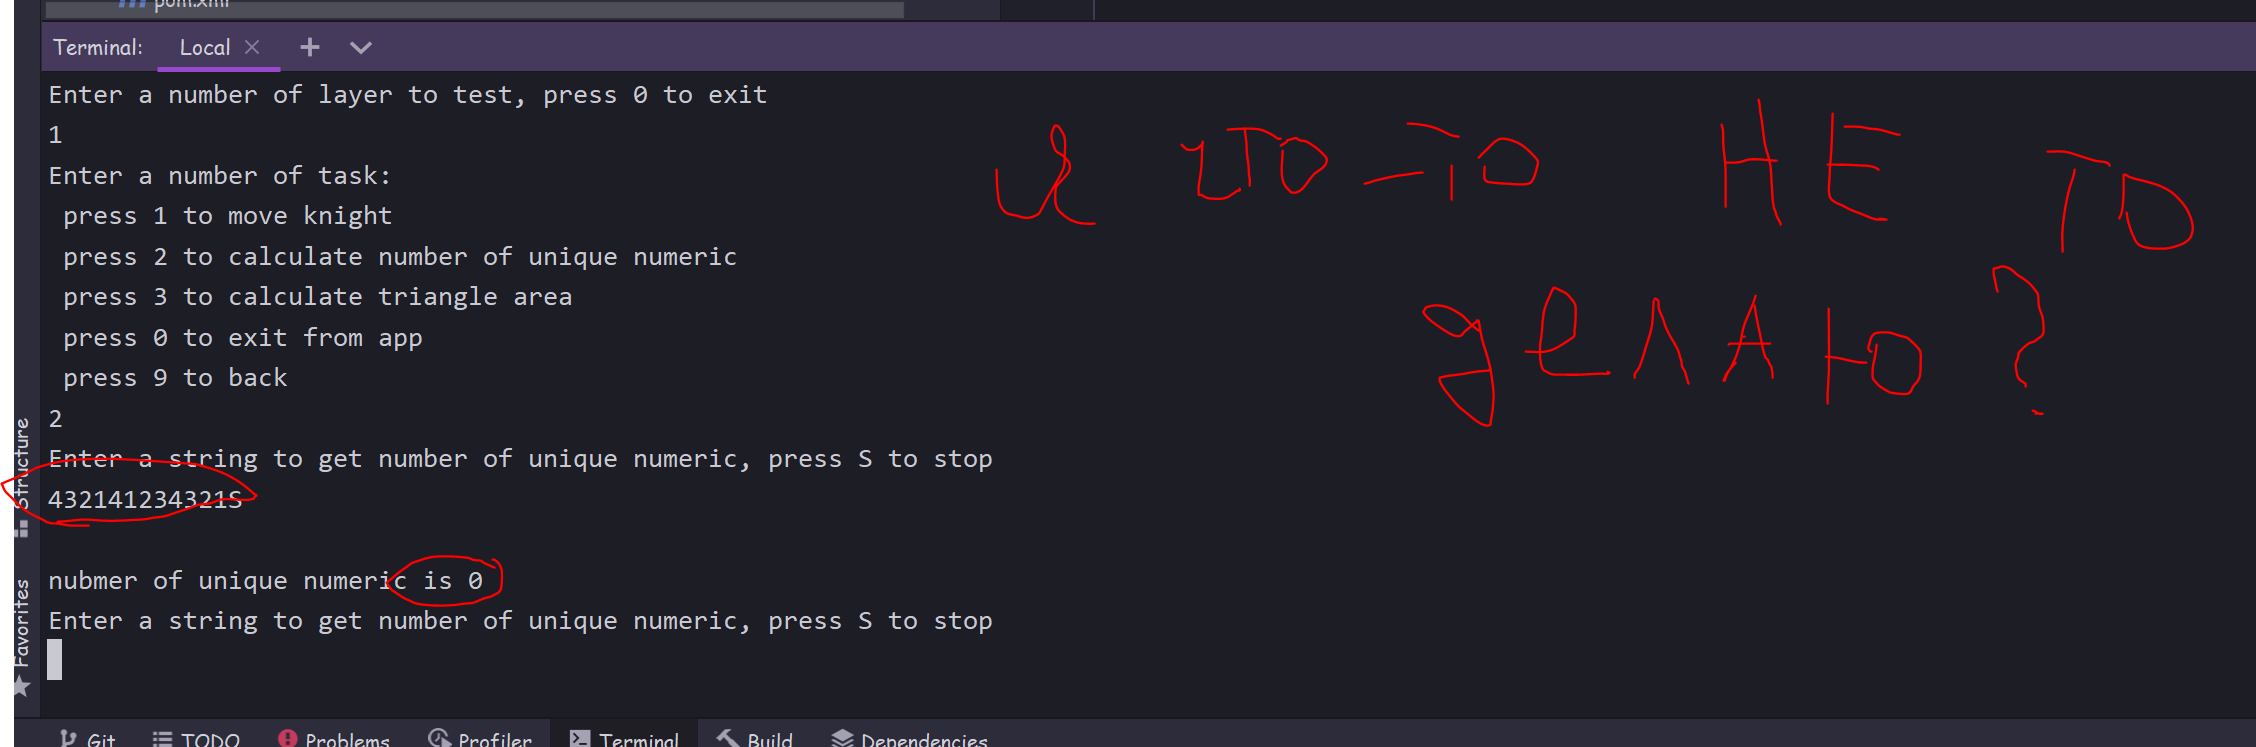 pom.xml
Terminal: Local
Enter a number of layer to test, press 0 to exit
1
Enter a number of task:
press 1 to move knight
press 2 to calculate number of unique numeric
press 3 to calculate triangle area
press 0 to exit from app
press 9 to back
2
Enter a string to get number of unique numeric, press S to stop
432141234321S
nubmer of unique numeric is 0
Enter a string to get number of unique numeric, press S to stop
Я что-то НЕ ТО
делаю?
Structure
Favorites
Git TODO Problems Profiler Terminal Build Dependencies